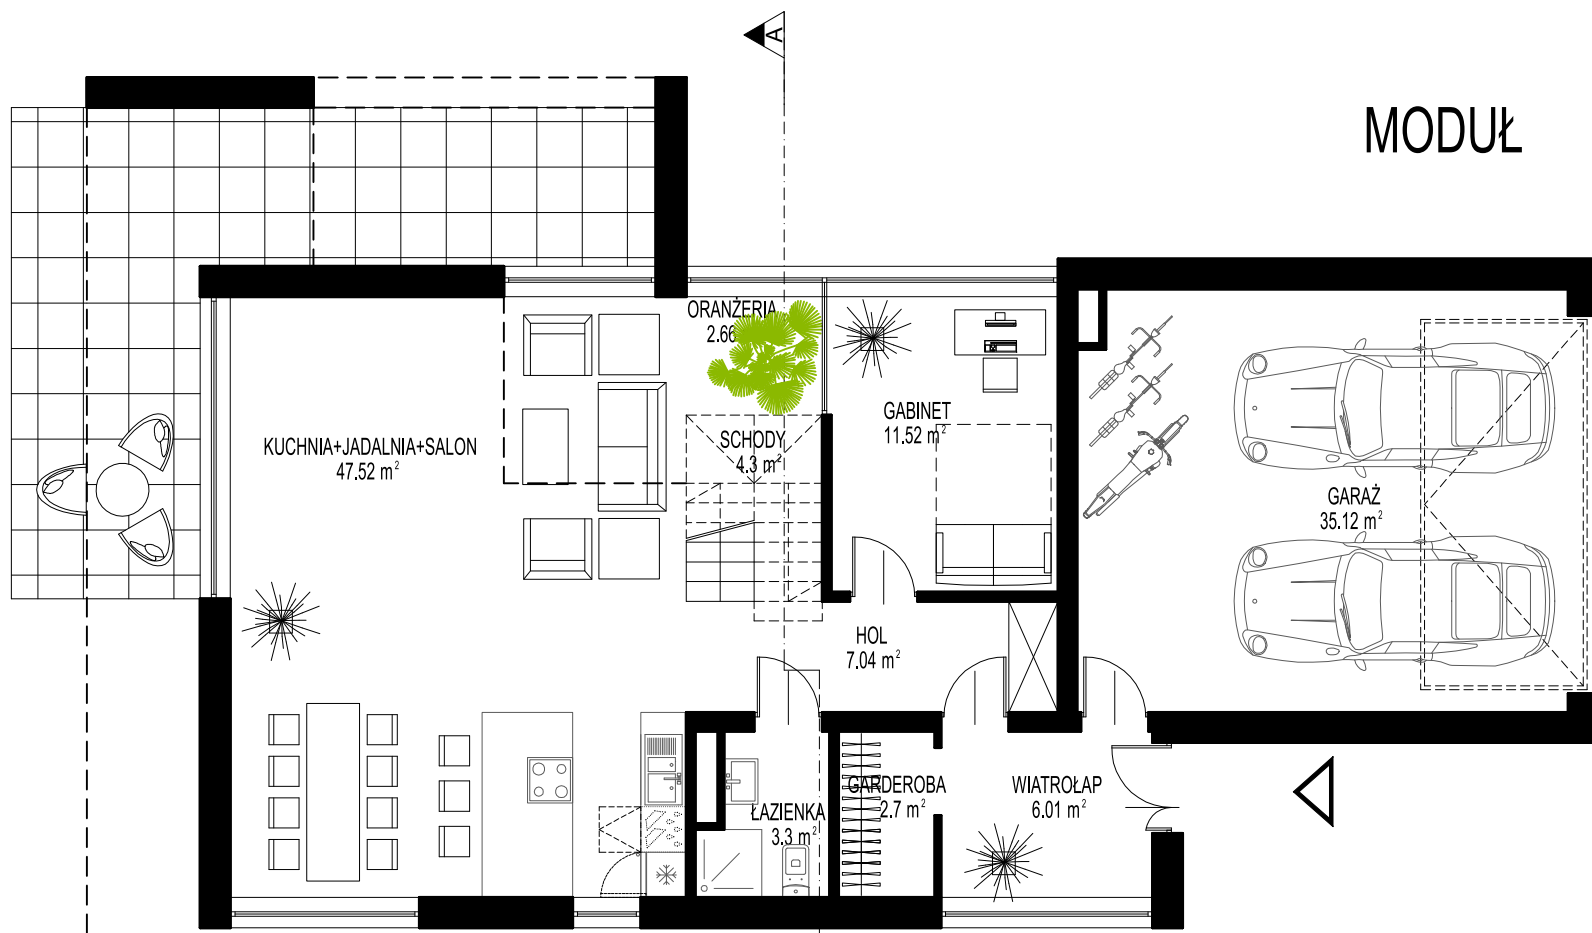 A
MODUŁ
ORANŻERIA
2.66
GABINET
11.52 m²
KUCHNIA+JADALNIA+SALON
47.52 m²
SCHODY
4.3 m²
GARAŻ
35.12 m²
HOL
7.04 m²
GARDEROBA
2.7 m²
WIATROŁAP
6.01 m²
ŁAZIENKA
3.3 m²